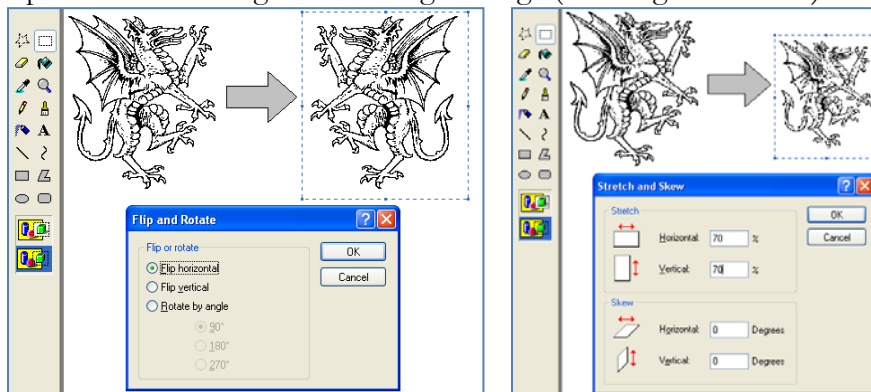 A
Flip and Rotate
Flip or rotate
Flip horizontal
Flip vertical
Rotate by angle
90°
180°
270°
OK
Cancel
A
Stretch and Skew
Stretch
Horizontal: 70 %
Vertical: 70 %
Skew
Horizontal: 0 Degrees
Vertical: 0 Degrees
OK
Cancel